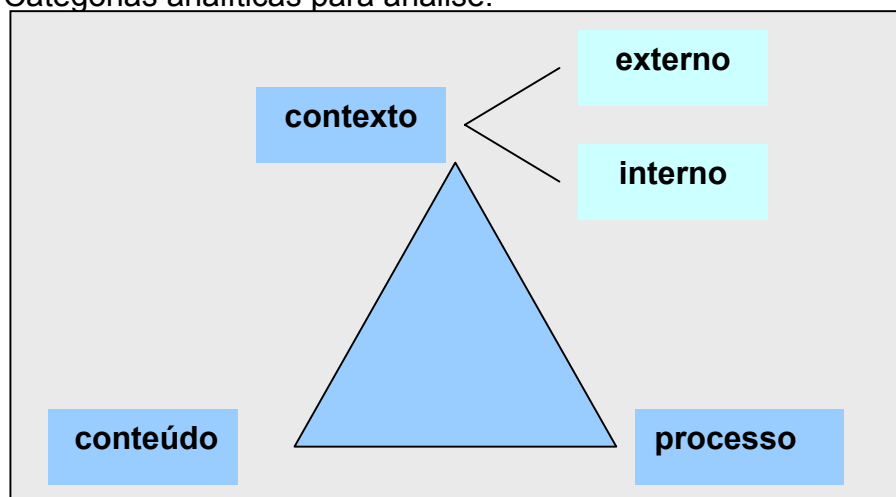 Categorias analíticas para análise.
externo
contexto
interno
conteúdo
processo